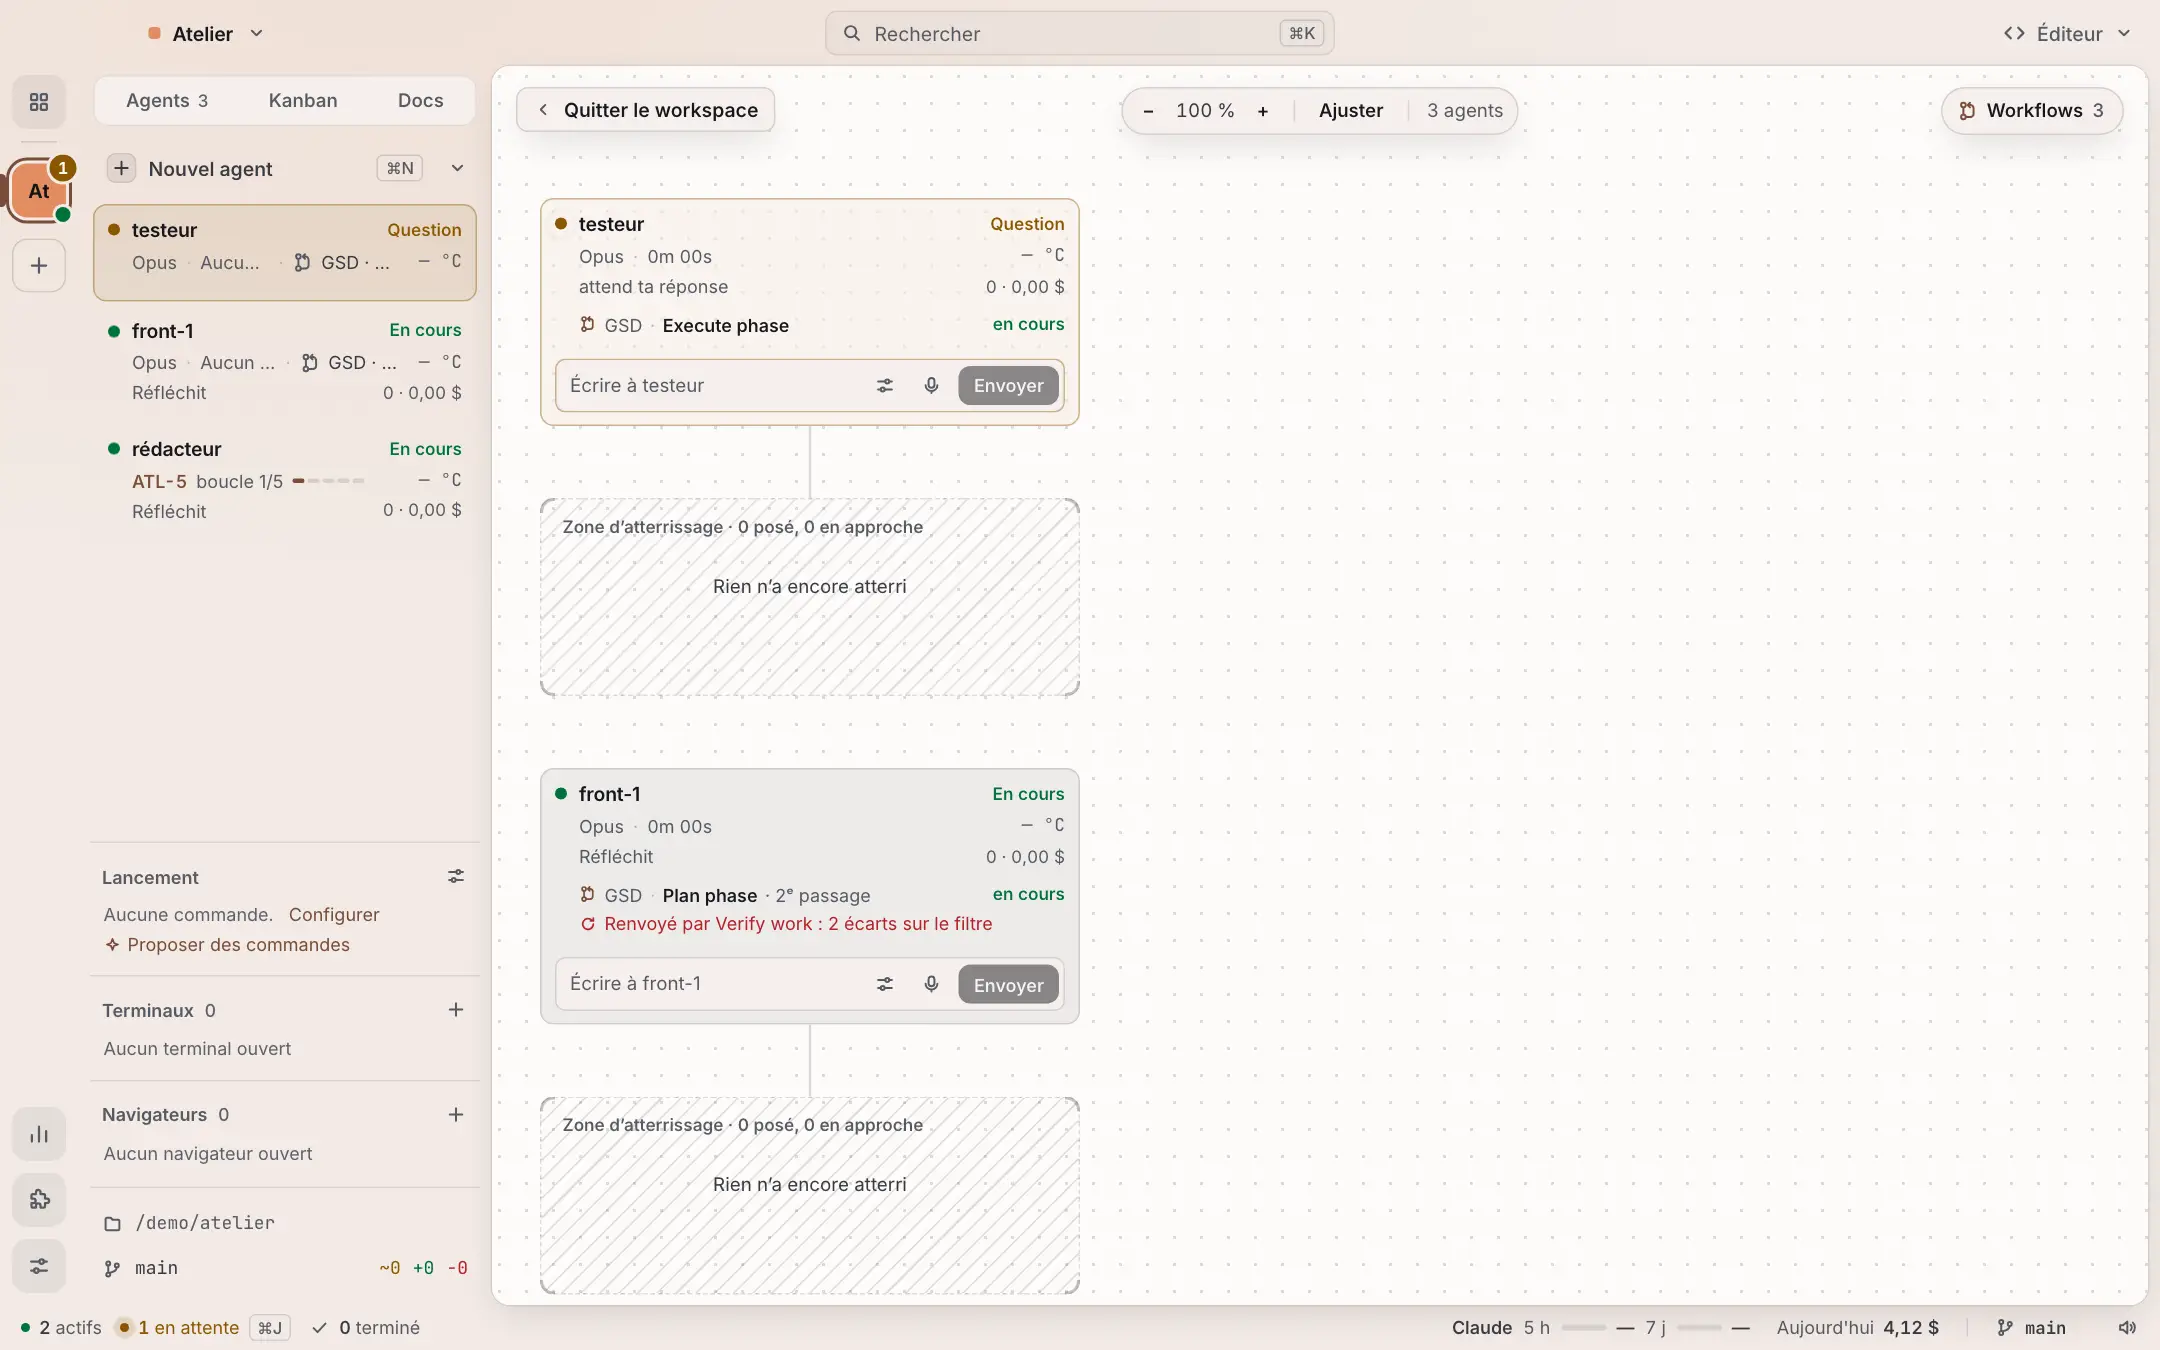 Atelier
Rechercher ⌘K
Éditeur
Agents 3 Kanban Docs
Nouvel agent ⌘N
At 1
testeur Question
Opus · Aucu... · GSD · ... — °C
front-1 En cours
Opus · Aucun ... · GSD · ... — °C
Réfléchit 0 · 0,00 $
rédacteur En cours
ATL-5 boucle 1/5 — °C
Réfléchit 0 · 0,00 $
Lancement
Aucune commande. Configurer
Proposer des commandes
Terminaux 0
Aucun terminal ouvert
Navigateurs 0
Aucun navigateur ouvert
/demo/atelier
main ~0 +0 -0
Quitter le workspace
− 100 % + Ajuster 3 agents
Workflows 3
testeur Question
Opus · 0m 00s — °C
attend ta réponse 0 · 0,00 $
GSD · Execute phase en cours
Écrire à testeur Envoyer
Zone d’atterrissage · 0 posé, 0 en approche
Rien n’a encore atterri
front-1 En cours
Opus · 0m 00s — °C
Réfléchit 0 · 0,00 $
GSD · Plan phase · 2ᵉ passage en cours
Renvoyé par Verify work : 2 écarts sur le filtre
Écrire à front-1 Envoyer
Zone d’atterrissage · 0 posé, 0 en approche
Rien n’a encore atterri
2 actifs 1 en attente ⌘J 0 terminé
Claude 5 h — 7 j — Aujourd'hui 4,12 $ main